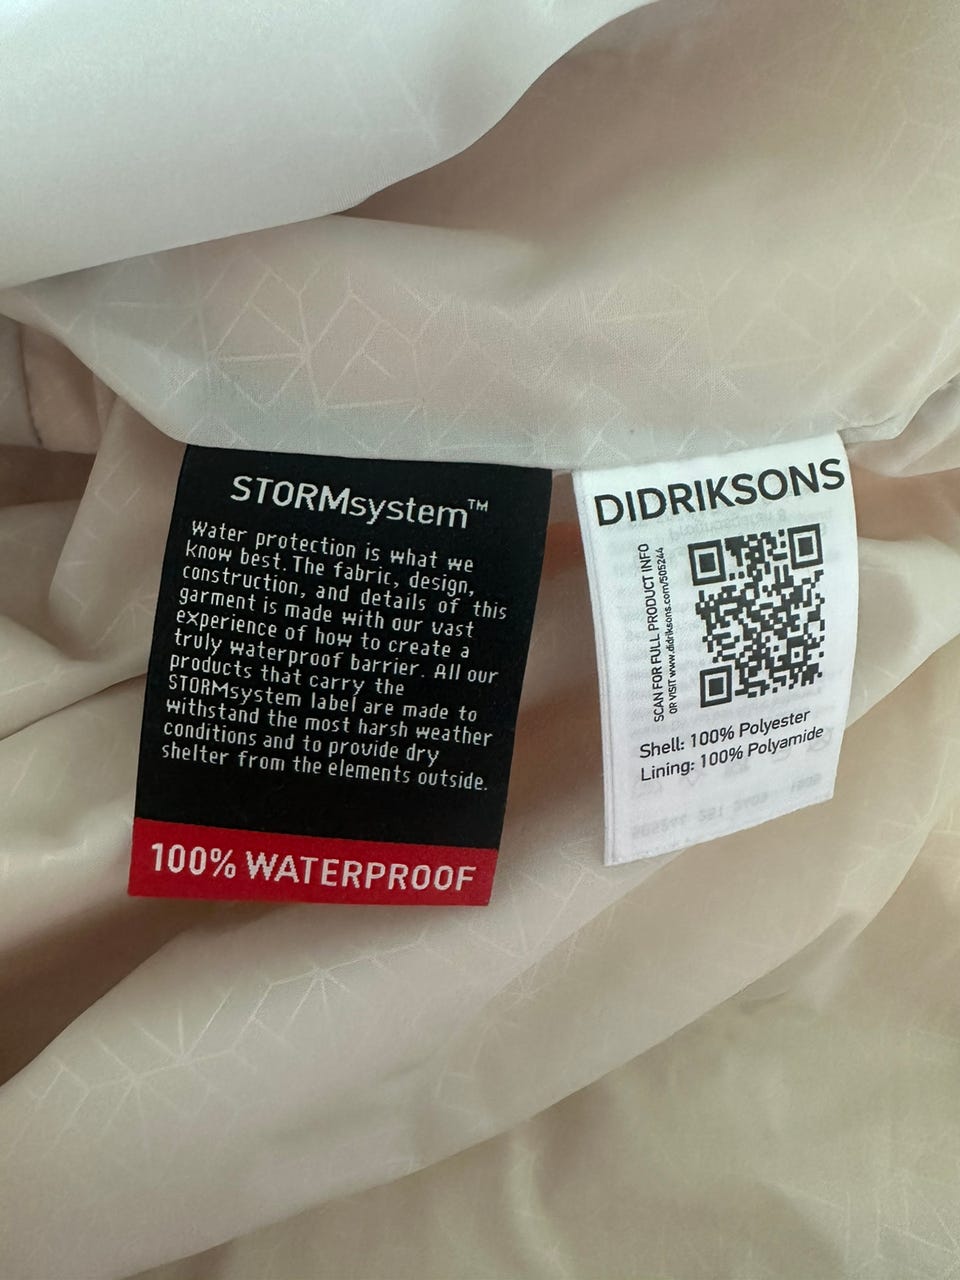 STORMsystem™
Water protection is what we
know best. The fabric, design,
construction, and details of this
garment is made with our vast
experience of how to create a
truly waterproof barrier. All our
products that carry the
STORMsystem label are made to
withstand the most harsh weather
conditions and to provide dry
shelter from the elements outside.
100% WATERPROOF
DIDRIKSONS
SCAN FOR FULL PRODUCT INFO
OR VISIT www.didriksons.com/505244
Shell: 100% Polyester
Lining: 100% Polyamide